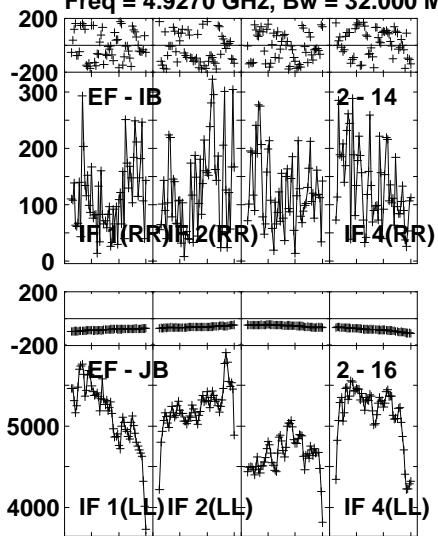 Freq = 4.9270 GHz, Bw = 32.000 M
200
-200
300
EF - IB 2 - 14
200
100
IF 1(RR) IF 2(RR) IF 4(RR)
0
200
-200
EF - JB 2 - 16
5000
4000
IF 1(LL) IF 2(LL) IF 4(LL)